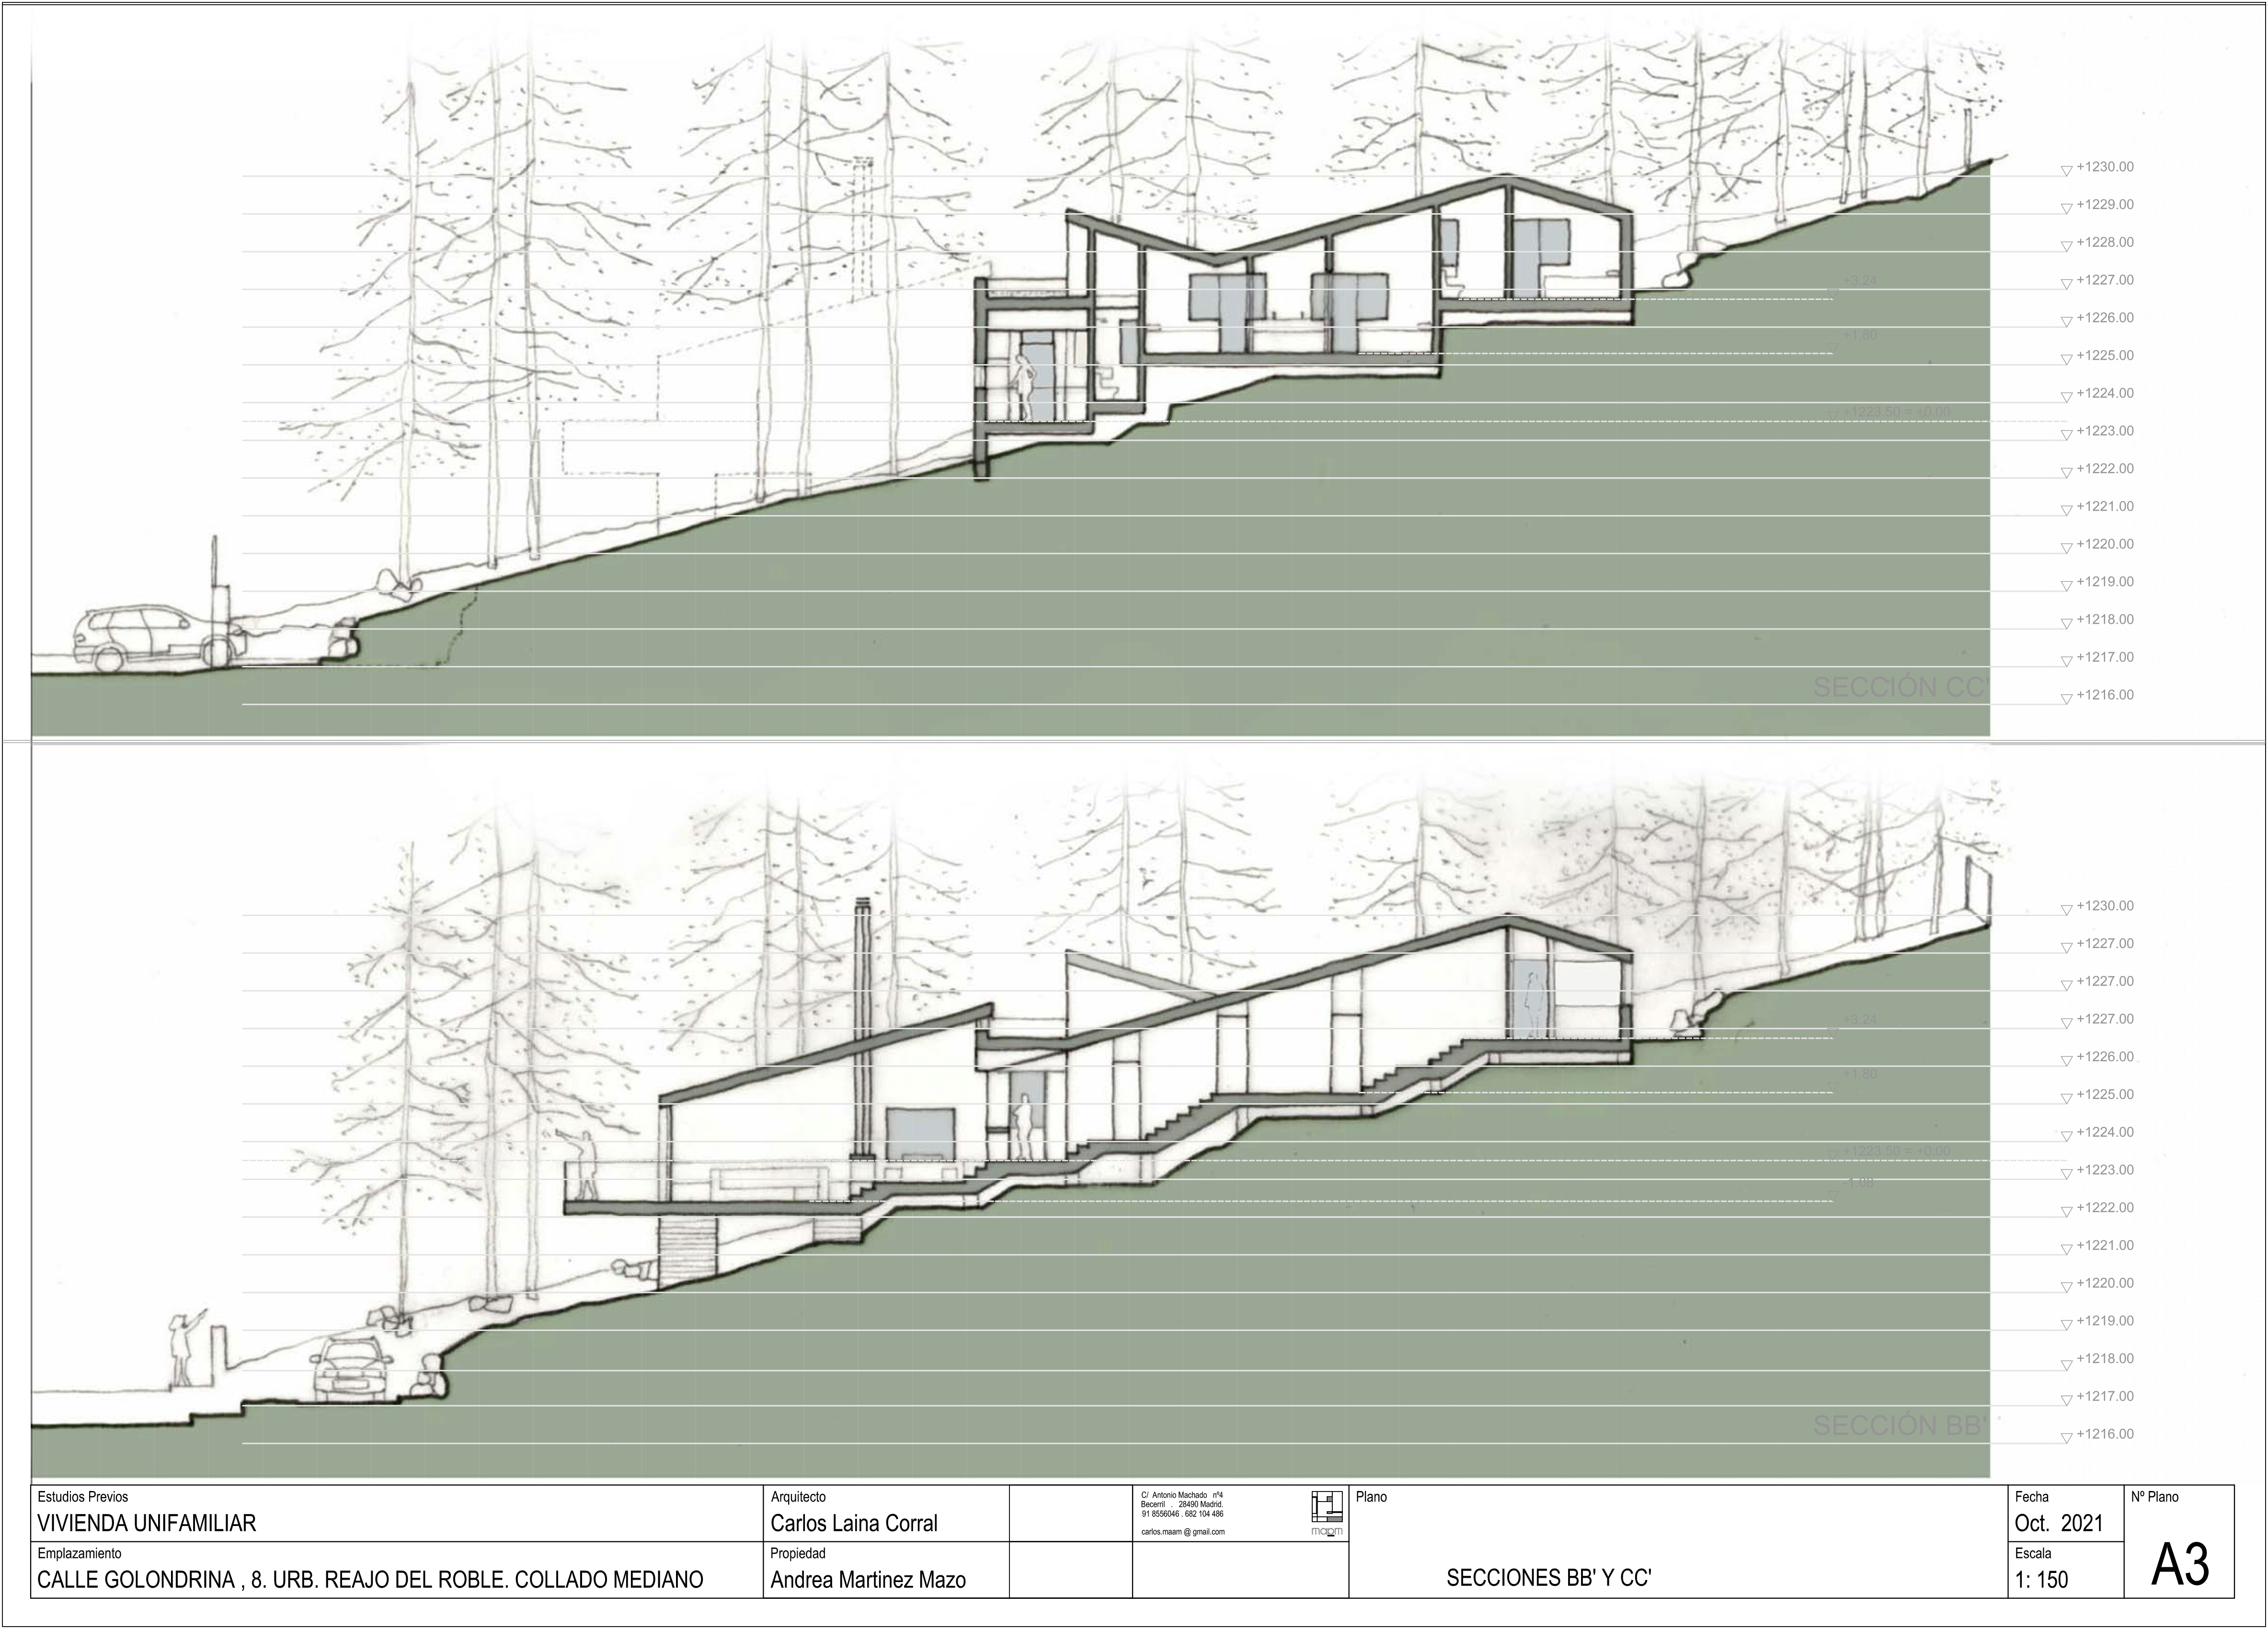 +1230.00
+1229.00
+1228.00
+1227.00
+3.24
+1226.00
+1.80
+1225.00
+1224.00
+1223.50 = +0.00
+1223.00
+1222.00
+1221.00
+1220.00
+1219.00
+1218.00
+1217.00
SECCIÓN CC'
+1216.00
+1230.00
+1227.00
+1227.00
+1227.00
+3.24
+1226.00
+1.80
+1225.00
+1224.00
+1223.50 = +0.00
+1223.00
-1.08
+1222.00
+1221.00
+1220.00
+1219.00
+1218.00
+1217.00
SECCIÓN BB'
+1216.00
Estudios Previos
VIVIENDA UNIFAMILIAR
Emplazamiento
CALLE GOLONDRINA , 8. URB. REAJO DEL ROBLE. COLLADO MEDIANO
Arquitecto
Carlos Laina Corral
Propiedad
Andrea Martinez Mazo
C/ Antonio Machado nº4
Becerril . 28490 Madrid.
91 8556046 . 682 104 486
carlos.maam @ gmail.com
maam
Plano
SECCIONES BB' Y CC'
Fecha
Oct. 2021
Escala
1: 150
Nº Plano
A3